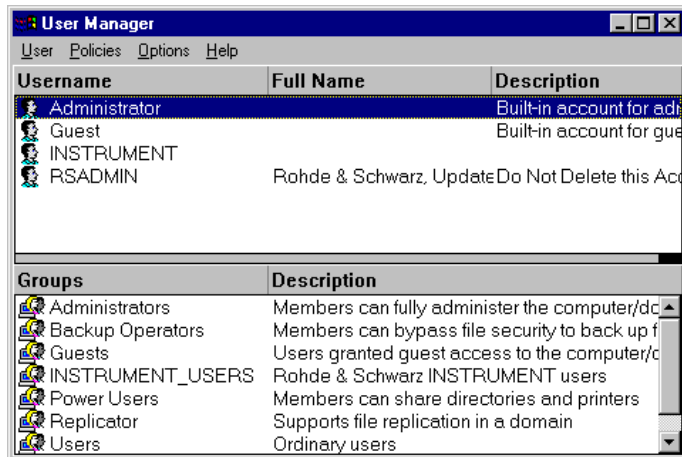 User Manager
User Policies Options Help
Username Full Name Description
Administrator Built-in account for adr
Guest Built-in account for gue
INSTRUMENT
RSADMIN Rohde & Schwarz, Update Do Not Delete this Acc
Groups Description
Administrators Members can fully administer the computer/dc
Backup Operators Members can bypass file security to back up f
Guests Users granted guest access to the computer/c
INSTRUMENT_USERS Rohde & Schwarz INSTRUMENT users
Power Users Members can share directories and printers
Replicator Supports file replication in a domain
Users Ordinary users